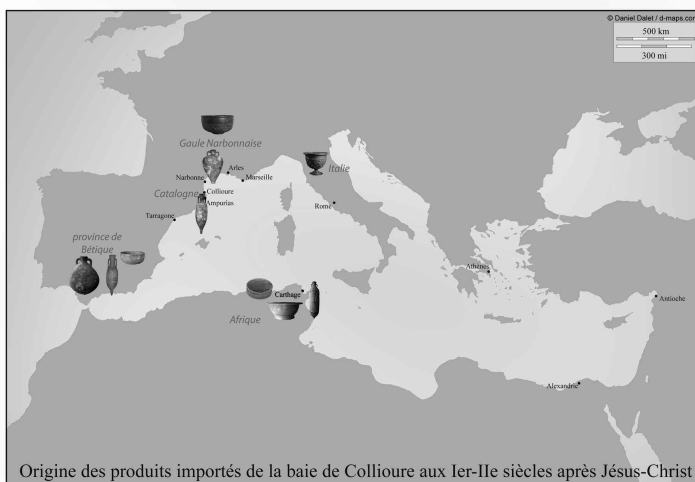 © Daniel Dalet / d-maps.com
500 km
300 mi
Gaule Narbonnaise
Arles
Narbonne
Marseille
Italie
Catalogne
Collioure
Ampurias
Rome
Tarragone
province de
Bétique
Athènes
Carthage
Antioche
Afrique
Alexandrie
Origine des produits importés de la baie de Collioure aux Ier-IIe siècles après Jésus-Christ